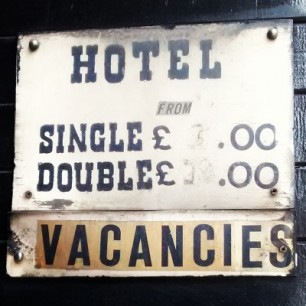 HOTEL
FROM
SINGLE £ .00
DOUBLE £ .00
VACANCIES